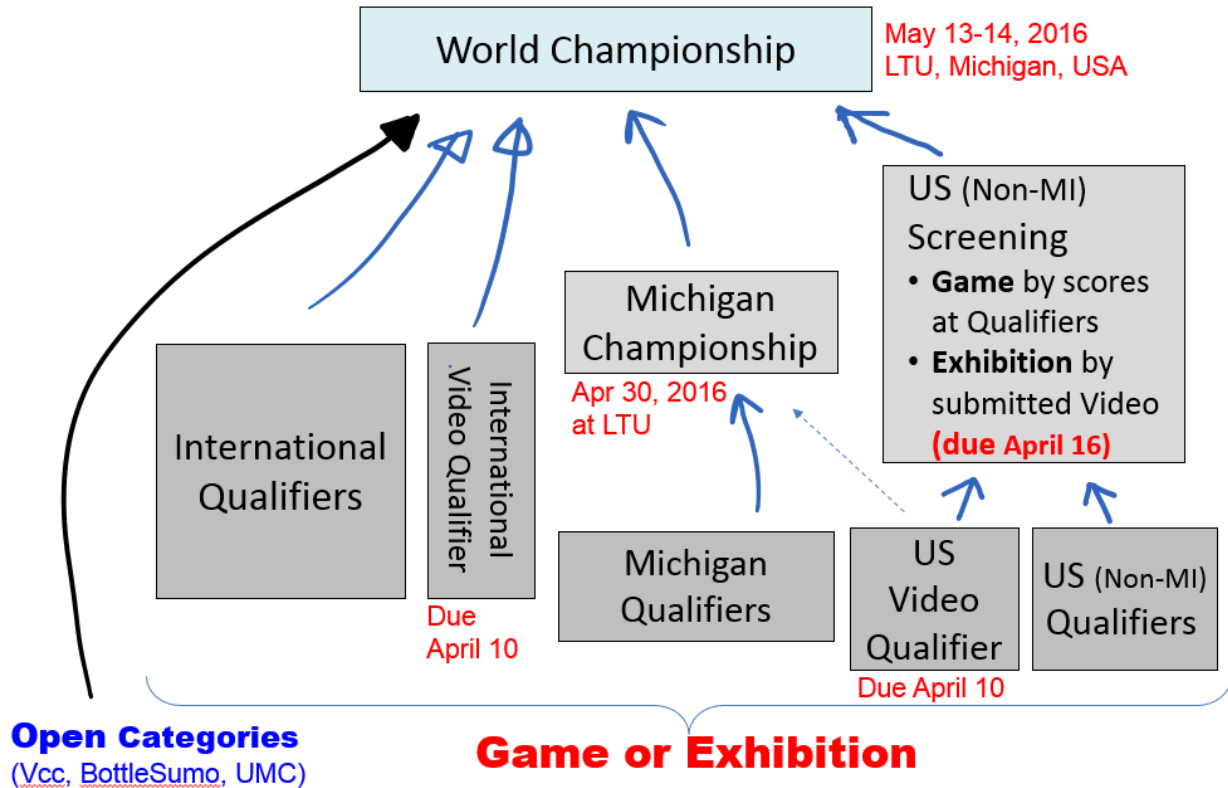 World Championship
May 13-14, 2016
LTU, Michigan, USA
US (Non-MI)
Screening
• Game by scores
at Qualifiers
• Exhibition by
submitted Video
(due April 16)
Michigan
Championship
Apr 30, 2016
at LTU
International
Qualifiers
International
.Video Qualifier
Due
April 10
Michigan
Qualifiers
US
Video
Qualifier
Due April 10
US (Non-MI)
Qualifiers
Open Categories
(Vcc, BottleSumo, UMC)
Game or Exhibition